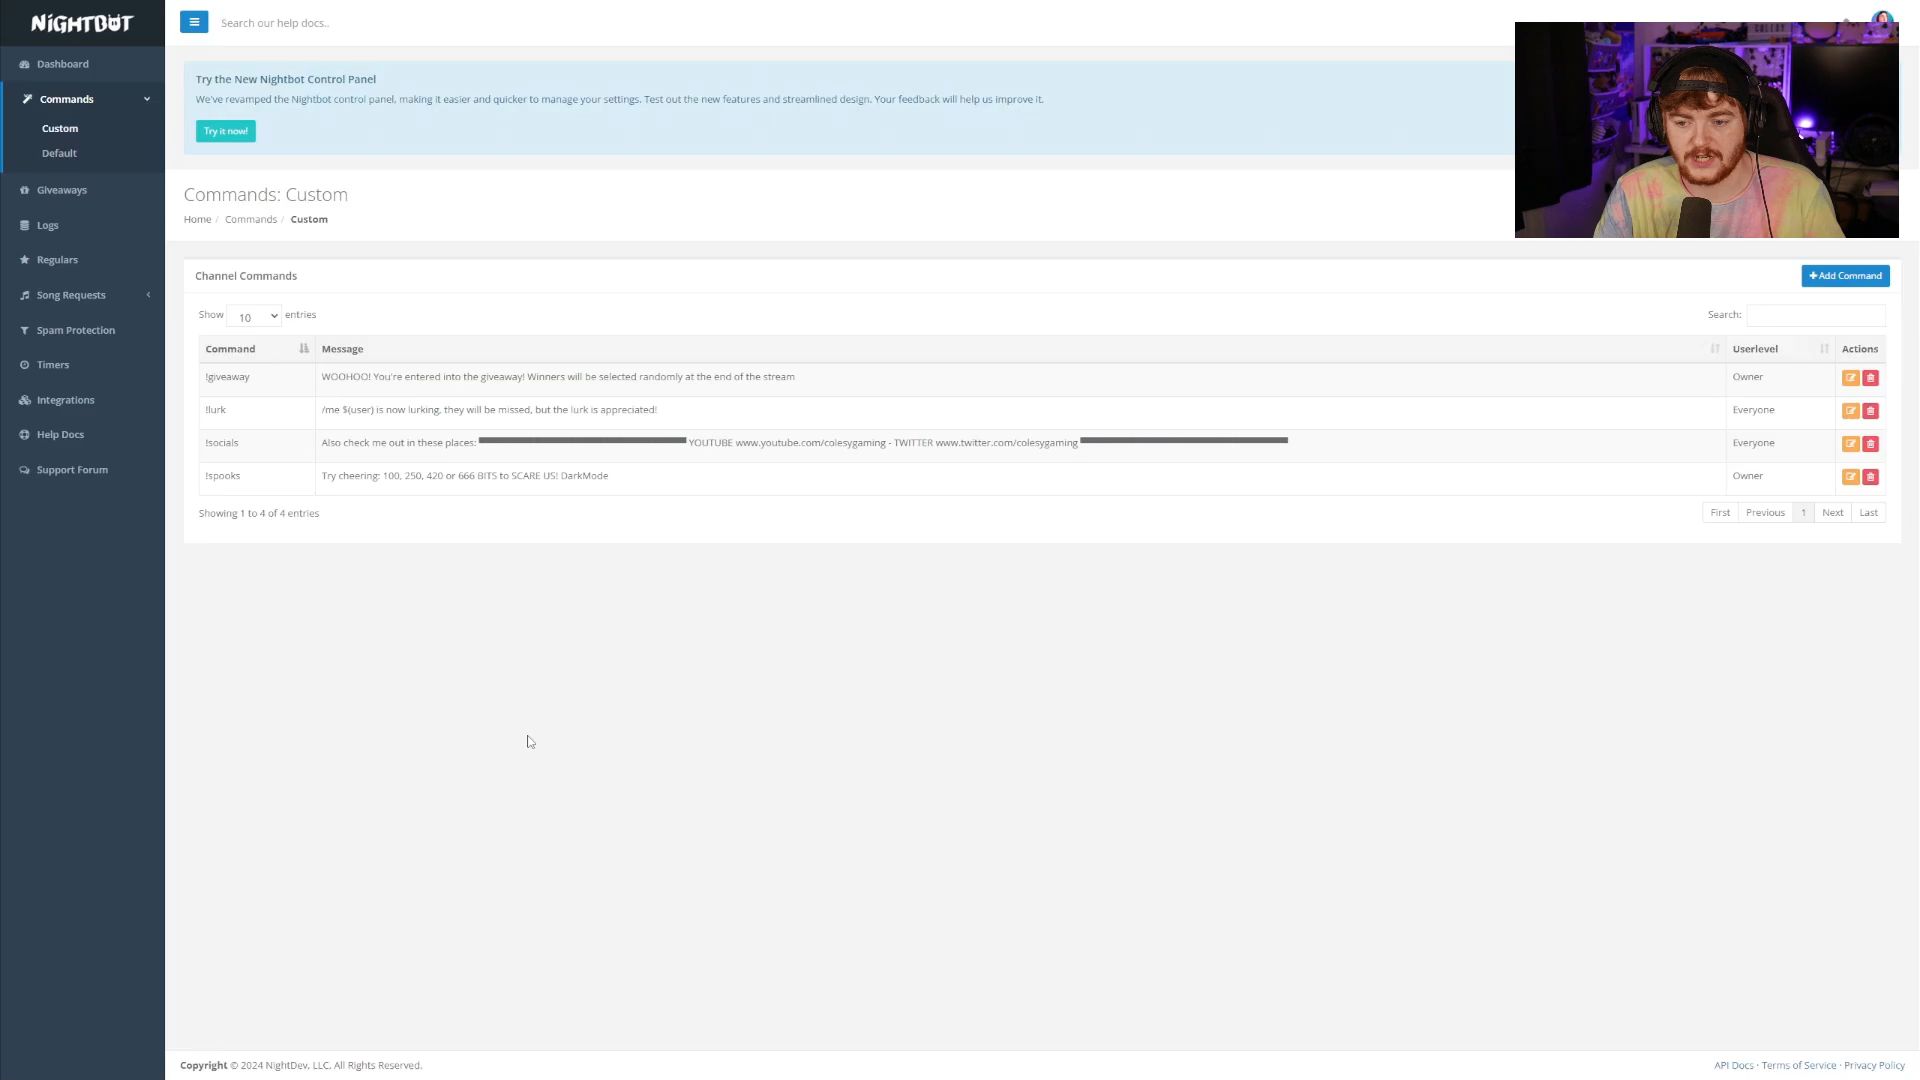 NIGHTBOT
Search our help docs..
Dashboard
Commands
Custom
Default
Giveaways
Logs
Regulars
Song Requests
Spam Protection
Timers
Integrations
Help Docs
Support Forum
Try the New Nightbot Control Panel
We've revamped the Nightbot control panel, making it easier and quicker to manage your settings. Test out the new features and streamlined design. Your feedback will help us improve it.
Try it now!
Commands: Custom
Home / Commands / Custom
Channel Commands
+ Add Command
Show 10 entries
Search:
Command Message Userlevel Actions
!giveaway WOOHOO! You're entered into the giveaway! Winners will be selected randomly at the end of the stream Owner
!lurk /me $(user) is now lurking, they will be missed, but the lurk is appreciated! Everyone
!socials Also check me out in these places: YOUTUBE www.youtube.com/colesygaming - TWITTER www.twitter.com/colesygaming Everyone
!spooks Try cheering: 100, 250, 420 or 666 BITS to SCARE US! DarkMode Owner
Showing 1 to 4 of 4 entries
First Previous 1 Next Last
Copyright © 2024 NightDev, LLC. All Rights Reserved.
API Docs · Terms of Service · Privacy Policy